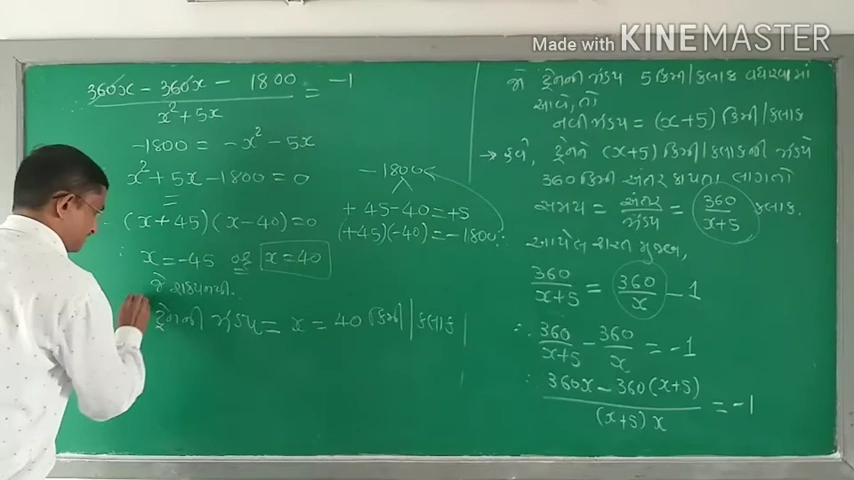 Made with KINEMASTER
360x - 360x - 1800 / x² + 5x = -1
-1800 = -x² - 5x
x² + 5x - 1800 = 0
=
(x + 45)(x - 40) = 0
∴ x = -45 or x = 40
જે શક્ય નથી.
ટ્રેનની ઝડપ = x = 40 કિમી/કલાક
-1800
+45 - 40 = +5
(+45)(-40) = -1800
જો ટ્રેનની ઝડપ 5 કિમી/કલાક વધારવામાં
આવે, તો
નવી ઝડપ = (x+5) કિમી/કલાક
→ હવે, ટ્રેનને (x+5) કિમી/કલાકની ઝડપે
360 કિમી અંતર કાપતા લાગતો
સમય = અંતર/ઝડપ = 360/x+5 કલાક.
આપેલ શરત મુજબ,
360/x+5 = 360/x - 1
∴ 360/x+5 - 360/x = -1
∴ 360x - 360(x+5) / (x+5)x = -1